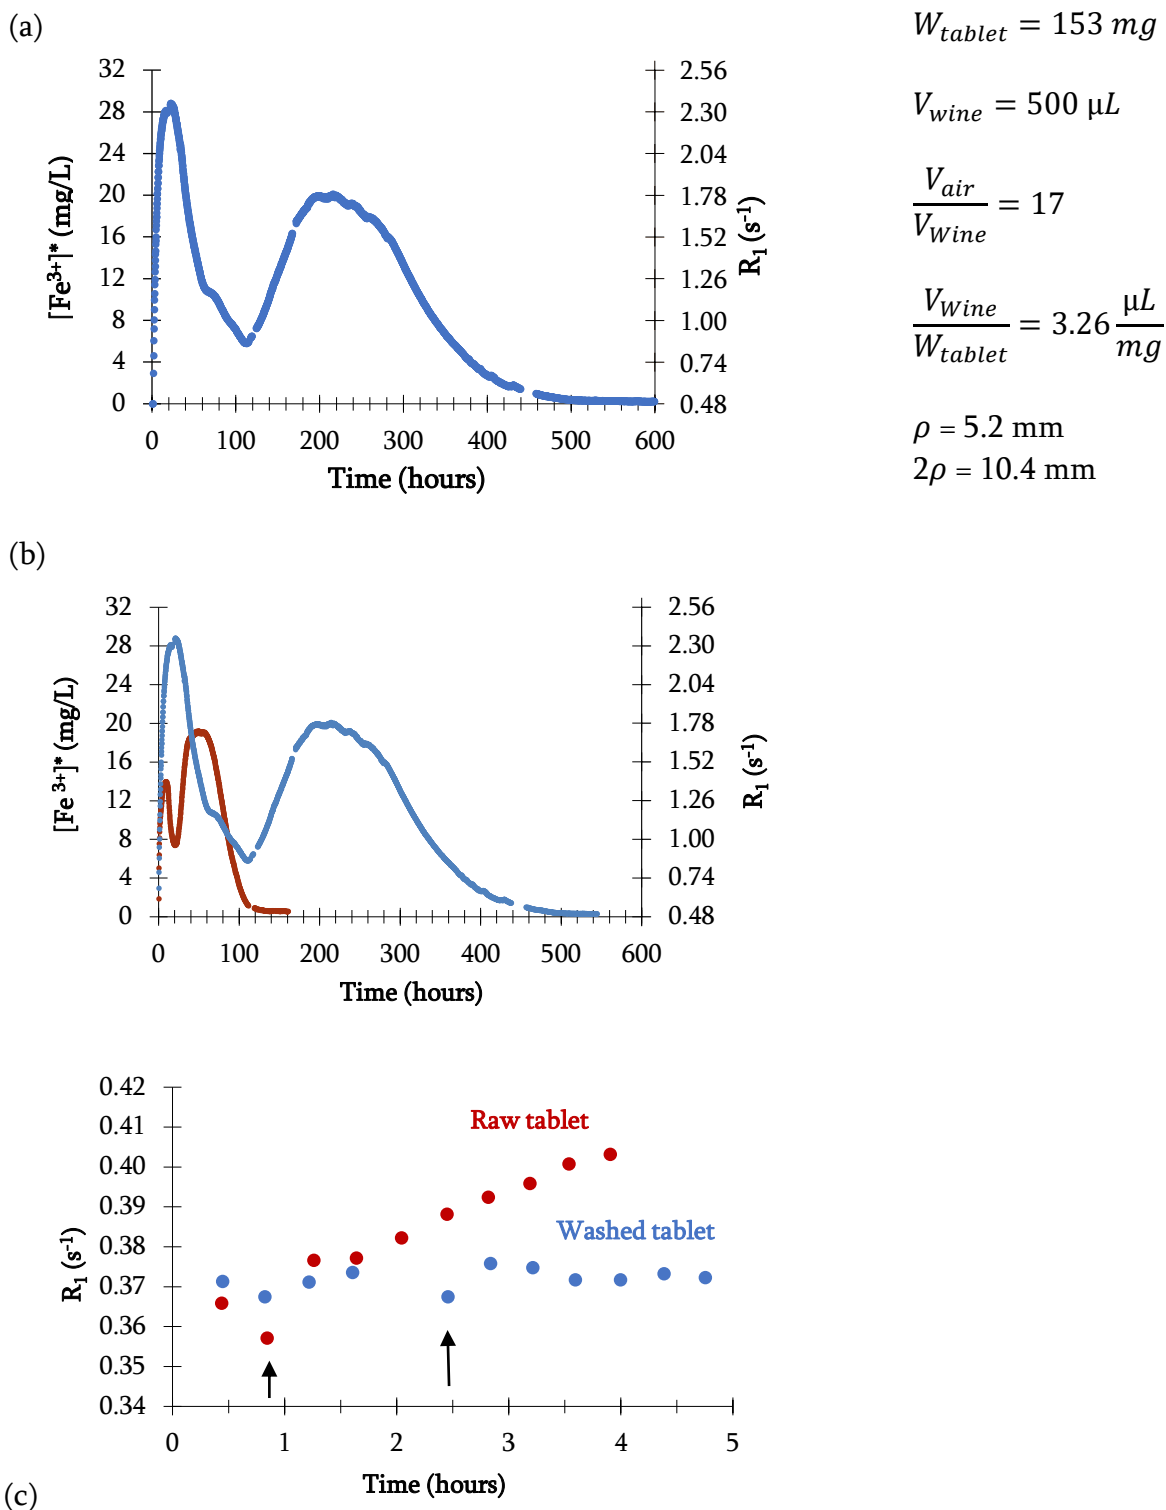 (a)
W_tablet = 153 mg
V_wine = 500 µL
V_air / V_Wine = 17
V_Wine / W_tablet = 3.26 µL / mg
ρ = 5.2 mm
2ρ = 10.4 mm
[Fe³⁺]* (mg/L)
32
28
24
20
16
12
8
4
0
2.56
2.30
2.04
1.78
1.52
1.26
1.00
0.74
0.48
R₁ (s⁻¹)
0 100 200 300 400 500 600
Time (hours)
(b)
[Fe ³⁺]* (mg/L)
32
28
24
20
16
12
8
4
0
2.56
2.30
2.04
1.78
1.52
1.26
1.00
0.74
0.48
R₁ (s⁻¹)
0 100 200 300 400 500 600
Time (hours)
R₁ (s⁻¹)
0.42
0.41
0.40
0.39
0.38
0.37
0.36
0.35
0.34
Raw tablet
Washed tablet
0 1 2 3 4 5
Time (hours)
(c)